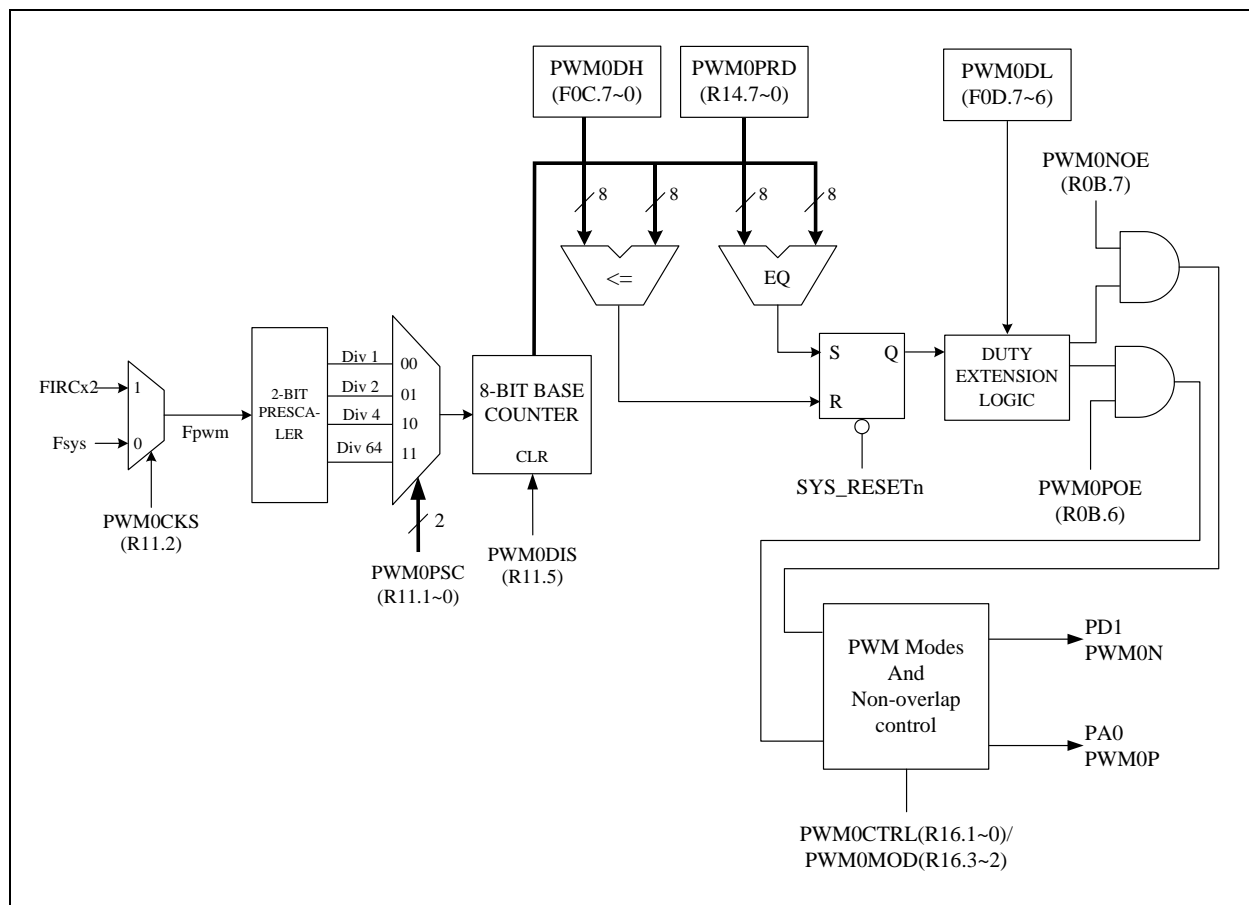 PWM0DH
(F0C.7~0)
PWM0PRD
(R14.7~0)
PWM0DL
(F0D.7~6)
PWM0NOE
(R0B.7)
8
8
8
8
<=
EQ
FIRCx2
1
Fsys
0
Fpwm
PWM0CKS
(R11.2)
2-BIT
PRESCA-
LER
Div 1
Div 2
Div 4
Div 64
00
01
10
11
2
PWM0PSC
(R11.1~0)
8-BIT BASE
COUNTER
CLR
PWM0DIS
(R11.5)
S
Q
R
SYS_RESETn
DUTY
EXTENSION
LOGIC
PWM0POE
(R0B.6)
PWM Modes
And
Non-overlap
control
PD1
PWM0N
PA0
PWM0P
PWM0CTRL(R16.1~0)/
PWM0MOD(R16.3~2)